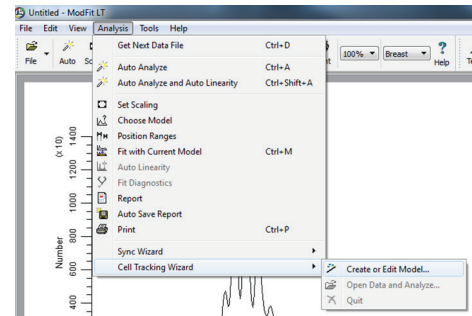 Untitled - ModFit LT
File Edit View Analysis Tools Help
File Auto 100% Breast Help
Get Next Data File Ctrl+D
Auto Analyze Ctrl+A
Auto Analyze and Auto Linearity Ctrl+Shift+A
Set Scaling
Choose Model
Position Ranges
Fit with Current Model Ctrl+M
Auto Linearity
Fit Diagnostics
Report
Auto Save Report
Print Ctrl+P
Sync Wizard
Cell Tracking Wizard
Create or Edit Model...
Open Data and Analyze...
Quit
(x 10)
Number
1400
1200
1000
800
600
400